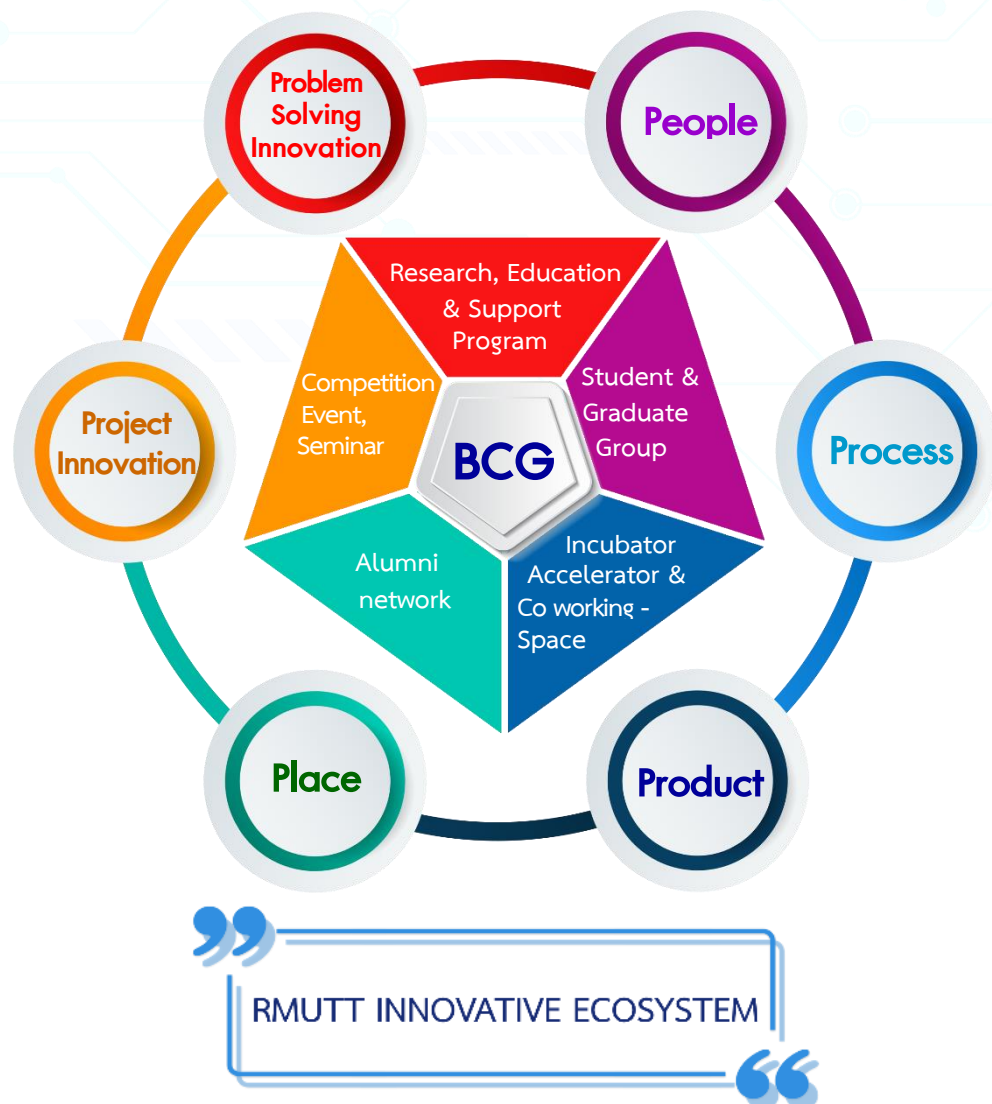 Problem
Solving
Innovation
People
Research, Education
& Support
Program
Competition
Event,
Seminar
Student &
Graduate
Group
Project
Innovation
BCG
Process
Alumni
network
Incubator
Accelerator &
Co working -
Space
Place
Product
RMUTT INNOVATIVE ECOSYSTEM